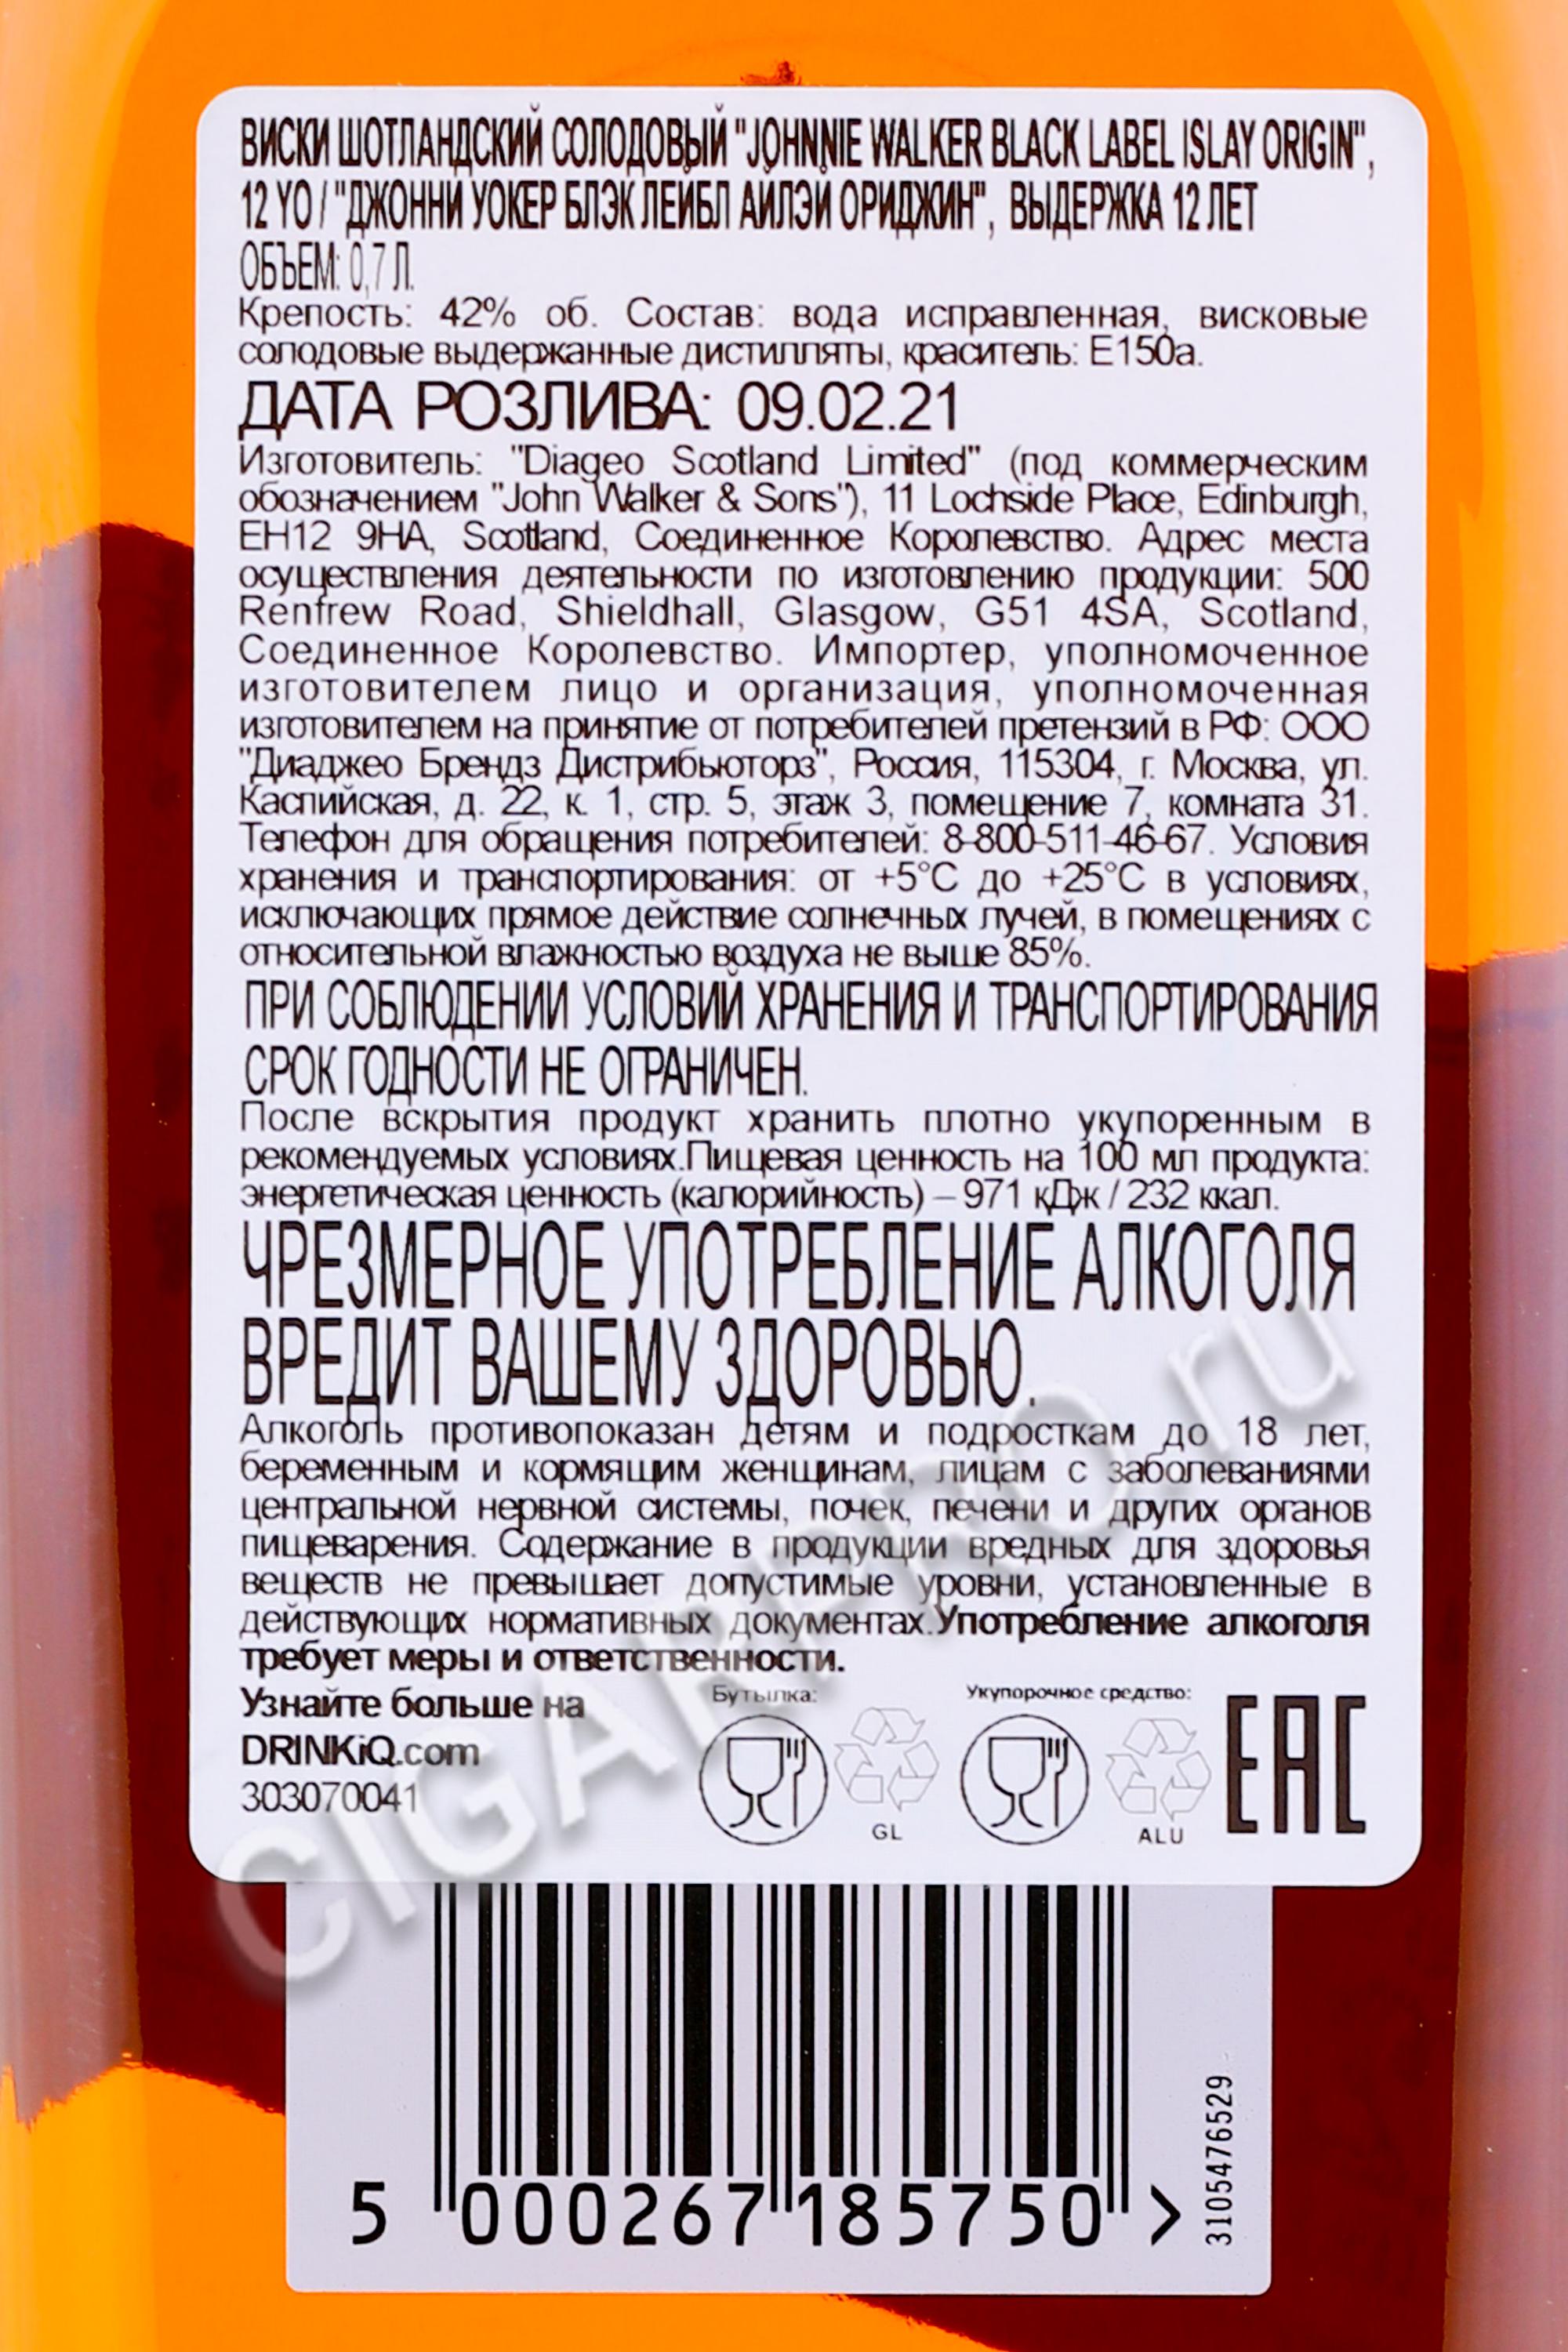 ВИСКИ ШОТЛАНДСКИЙ СОЛОДОВЫЙ "JOHNNIE WALKER BLACK LABEL ISLAY ORIGIN",
12 YO / "ДЖОННИ УОКЕР БЛЭК ЛЕЙБЛ АЙЛЭЙ ОРИДЖИН", ВЫДЕРЖКА 12 ЛЕТ
ОБЪЕМ: 0,7 Л.
Крепость: 42% об. Состав: вода исправленная, висковые
солодовые выдержанные дистилляты, краситель: Е150а.
ДАТА РОЗЛИВА: 09.02.21
Изготовитель: "Diageo Scotland Limited" (под коммерческим
обозначением "John Walker & Sons"), 11 Lochside Place, Edinburgh,
EH12 9HA, Scotland, Соединенное Королевство. Адрес места
осуществления деятельности по изготовлению продукции: 500
Renfrew Road, Shieldhall, Glasgow, G51 4SA, Scotland,
Соединенное Королевство. Импортер, уполномоченное
изготовителем лицо и организация, уполномоченная
изготовителем на принятие от потребителей претензий в РФ: ООО
"Диаджео Брендз Дистрибьюторз", Россия, 115304, г. Москва, ул.
Каспийская, д. 22, к. 1, стр. 5, этаж 3, помещение 7, комната 31.
Телефон для обращения потребителей: 8-800-511-46-67. Условия
хранения и транспортирования: от +5°С до +25°С в условиях,
исключающих прямое действие солнечных лучей, в помещениях с
относительной влажностью воздуха не выше 85%.
ПРИ СОБЛЮДЕНИИ УСЛОВИЙ ХРАНЕНИЯ И ТРАНСПОРТИРОВАНИЯ
СРОК ГОДНОСТИ НЕ ОГРАНИЧЕН.
После вскрытия продукт хранить плотно укупоренным в
рекомендуемых условиях.Пищевая ценность на 100 мл продукта:
энергетическая ценность (калорийность) – 971 кДж / 232 ккал.
ЧРЕЗМЕРНОЕ УПОТРЕБЛЕНИЕ АЛКОГОЛЯ
ВРЕДИТ ВАШЕМУ ЗДОРОВЬЮ.
Алкоголь противопоказан детям и подросткам до 18 лет,
беременным и кормящим женщинам, лицам с заболеваниями
центральной нервной системы, почек, печени и других органов
пищеварения. Содержание в продукции вредных для здоровья
веществ не превышает допустимые уровни, установленные в
действующих нормативных документах.Употребление алкоголя
требует меры и ответственности.
Узнайте больше на
DRINKiQ.com
303070041
Бутылка:
GL
Укупорочное средство:
ALU
EAC
CIGARPRO.ru
5 000267 185750 >
3105476529